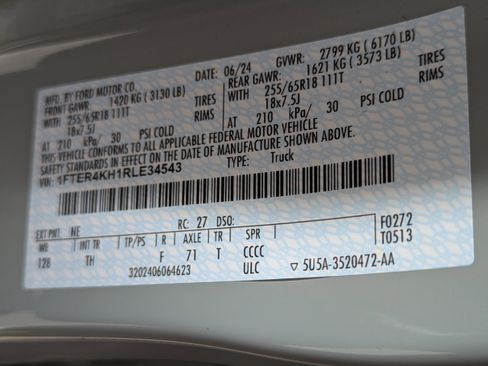 MFD. BY FORD MOTOR CO. DATE: 06/24 GVWR: 2799 KG ( 6170 LB)
FRONT GAWR: 1420 KG ( 3130 LB) REAR GAWR: 1621 KG ( 3573 LB)
WITH 255/65R18 111T TIRES WITH 255/65R18 111T TIRES
18x7.5J RIMS 18x7.5J RIMS
AT 210 kPa/ 30 PSI COLD AT 210 kPa/ 30 PSI COLD
THIS VEHICLE CONFORMS TO ALL APPLICABLE FEDERAL MOTOR VEHICLE
SAFETY STANDARDS IN EFFECT ON THE DATE OF MANUFACTURE SHOWN ABOVE.
VIN: 1FTER4KH1RLE34543 TYPE: Truck
EXT PNT: NE RC: 27 DSO: F0272
WB INT TR TP/PS R AXLE TR SPR T0513
128 TH F 71 T CCCC
3202406064623 ULC ▽ 5U5A-3520472-AA